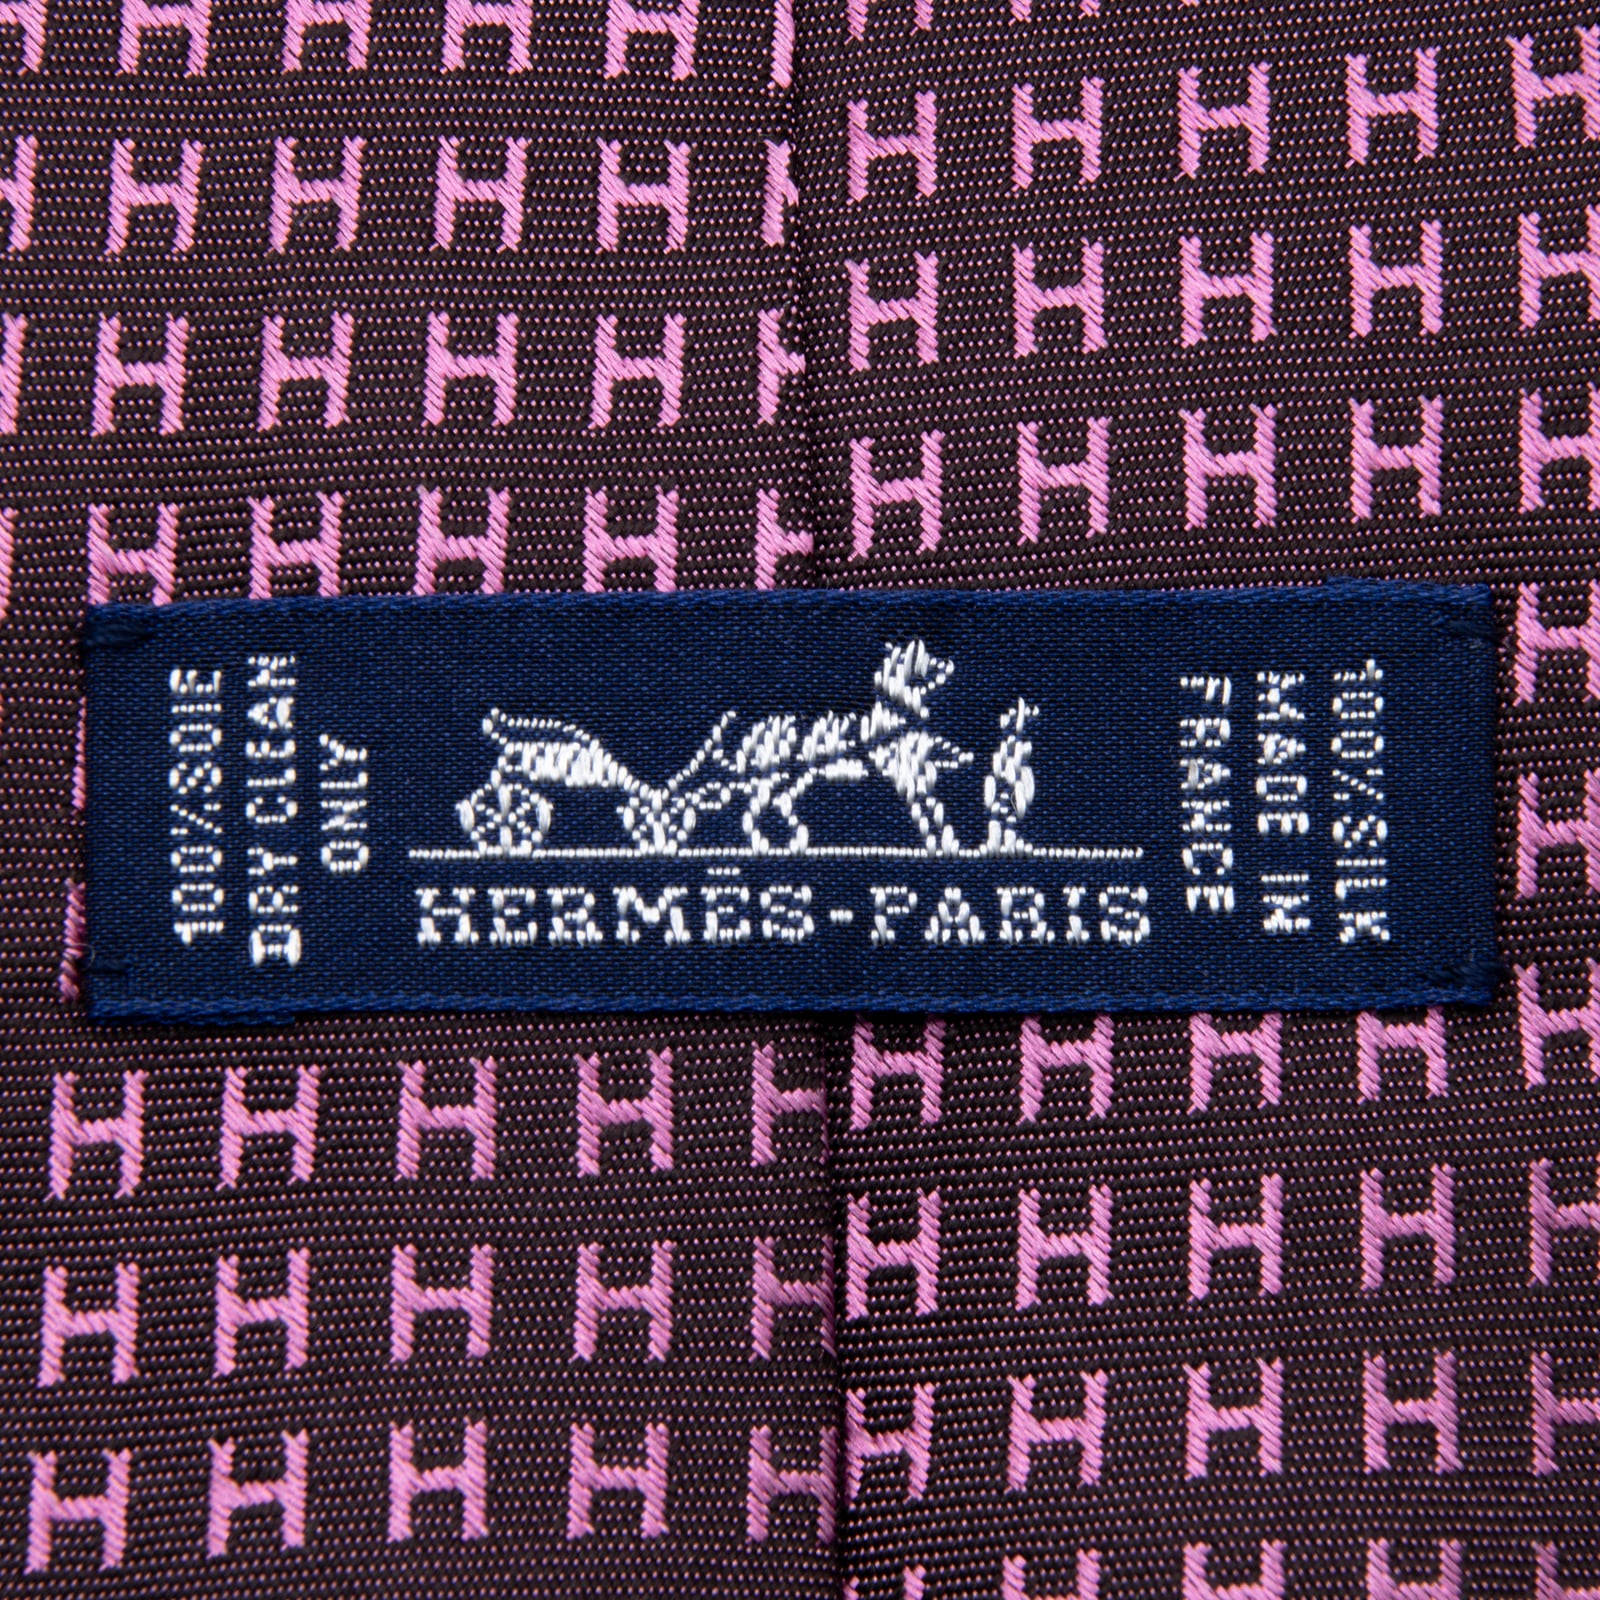 100%SOIE
DRY CLEAN
ONLY
HERMÈS-PARIS
100%SILK
MADE IN
FRANCE